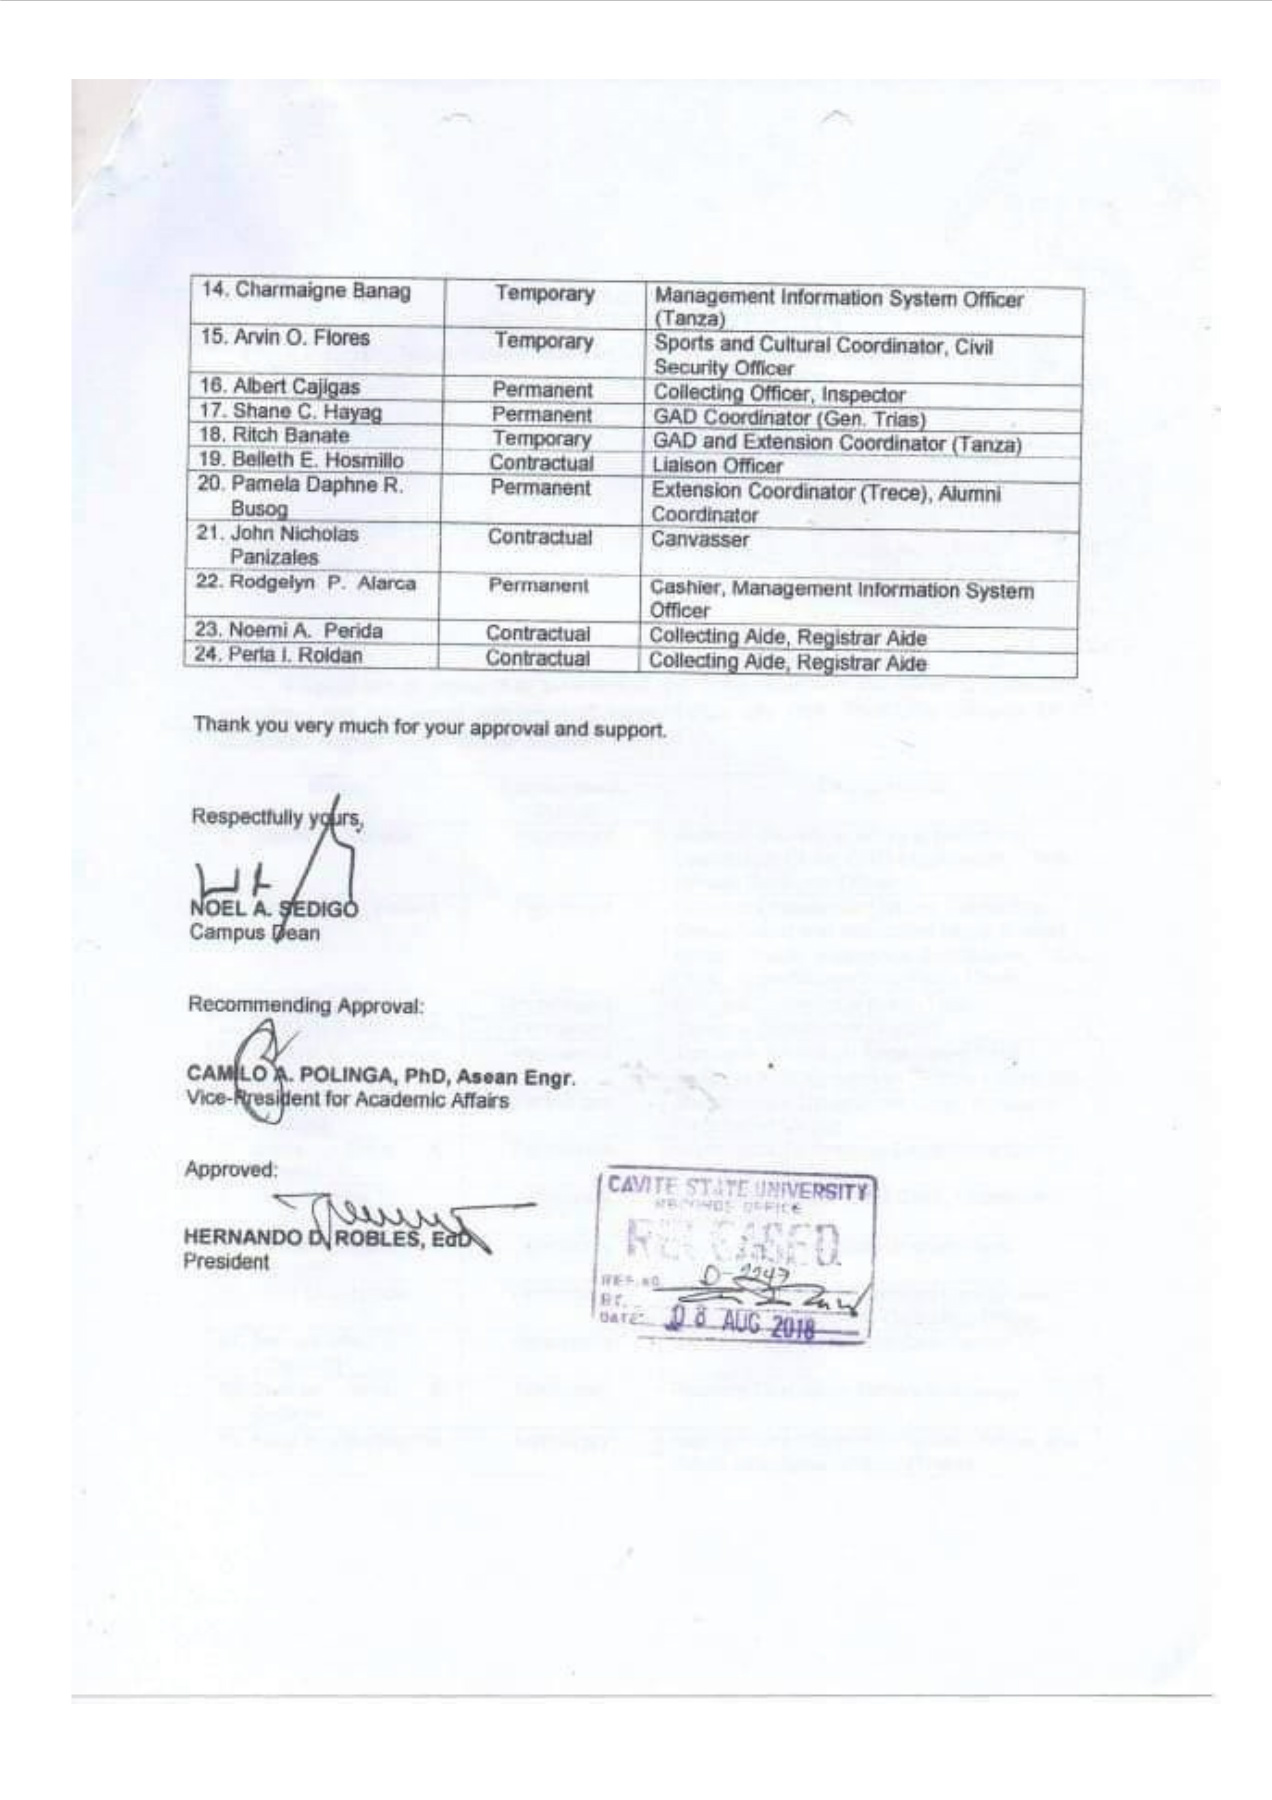 14. Charmaigne Banag Temporary Management Information System Officer
(Tanza)
15. Arvin O. Flores Temporary Sports and Cultural Coordinator, Civil
Security Officer
16. Albert Cajigas Permanent Collecting Officer, Inspector
17. Shane C. Hayag Permanent GAD Coordinator (Gen. Trias)
18. Ritch Banate Temporary GAD and Extension Coordinator (Tanza)
19. Belleth E. Hosmillo Contractual Liaison Officer
20. Pamela Daphne R. Permanent Extension Coordinator (Trece), Alumni
Busog Coordinator
21. John Nicholas Contractual Canvasser
Panizales
22. Rodgelyn P. Alarca Permanent Cashier, Management Information System
Officer
23. Noemi A. Perida Contractual Collecting Aide, Registrar Aide
24. Perla I. Roldan Contractual Collecting Aide, Registrar Aide
Thank you very much for your approval and support.
Respectfully yours,
NOEL A. SEDIGO
Campus Dean
Recommending Approval:
CAMILO A. POLINGA, PhD, Asean Engr.
Vice-President for Academic Affairs
Approved:
HERNANDO D. ROBLES, EdD
President
CAVITE STATE UNIVERSITY
RECORDS OFFICE
RELEASED
REF. NO. D-2247
BY.
DATE: 08 AUG 2018